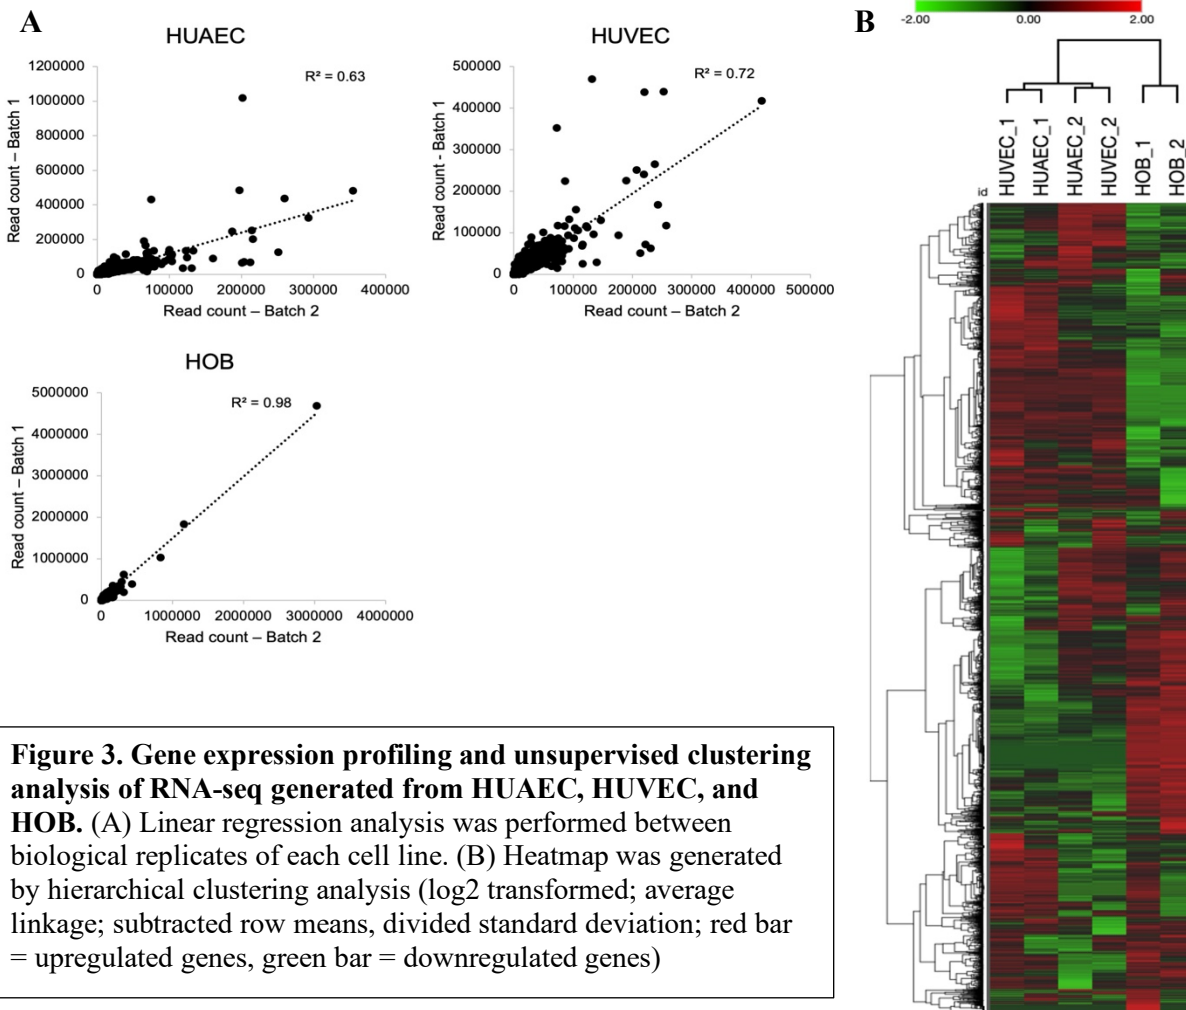 A
HUAEC
R² = 0.63
Read count – Batch 1
1200000
1000000
800000
600000
400000
200000
0
0 100000 200000 300000 400000
Read count – Batch 2
HUVEC
R² = 0.72
Read count - Batch 1
500000
400000
300000
200000
100000
0
0 100000 200000 300000 400000 500000
Read count – Batch 2
HOB
R² = 0.98
Read count – Batch 1
5000000
4000000
3000000
2000000
1000000
0
0 1000000 2000000 3000000 4000000
Read count – Batch 2
B
-2.00 0.00 2.00
id
HUVEC_1
HUAEC_1
HUAEC_2
HUVEC_2
HOB_1
HOB_2
Figure 3. Gene expression profiling and unsupervised clustering
analysis of RNA-seq generated from HUAEC, HUVEC, and
HOB. (A) Linear regression analysis was performed between
biological replicates of each cell line. (B) Heatmap was generated
by hierarchical clustering analysis (log2 transformed; average
linkage; subtracted row means, divided standard deviation; red bar
= upregulated genes, green bar = downregulated genes)